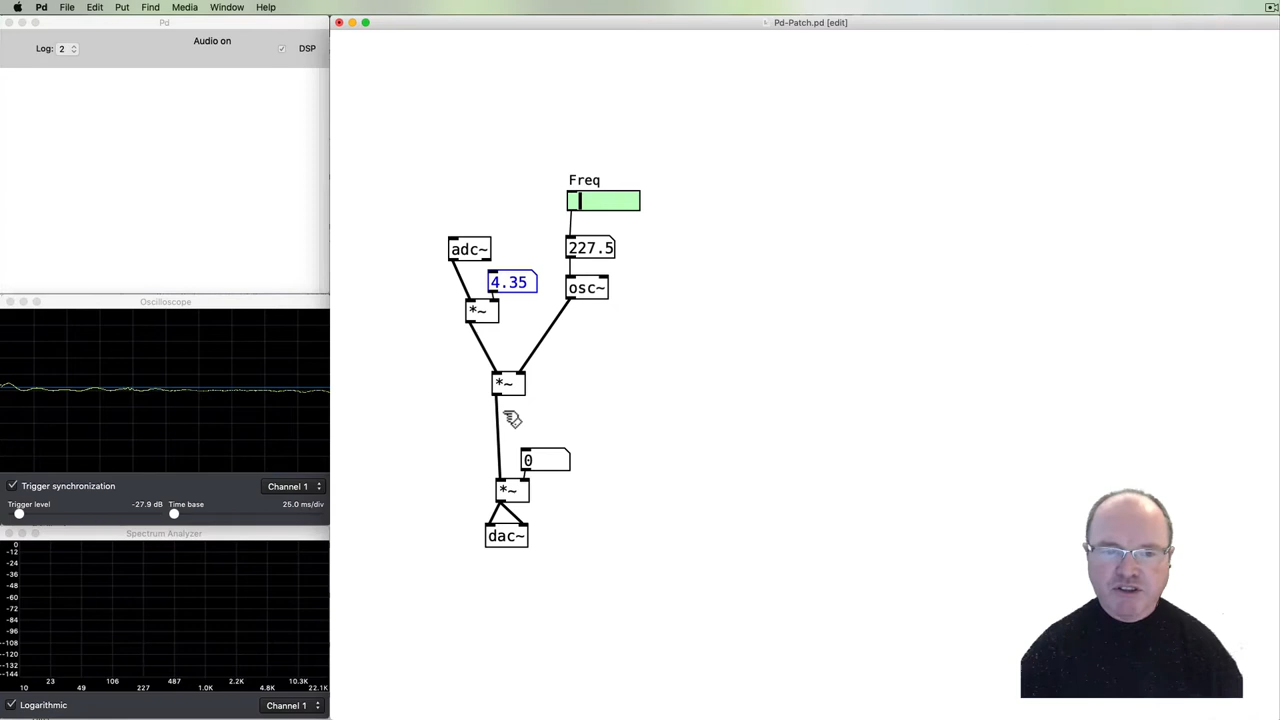 Pd File Edit Put Find Media Window Help
Pd
Audio on
Log: 2
DSP
Oscilloscope
Trigger synchronization
Channel 1
Trigger level
-27.9 dB
Time base
25.0 ms/div
Spectrum Analyzer
0
-12
-24
-36
-48
-60
-72
-84
-96
-108
-120
-132
-144
23 106 487 2.2K 10.3K
10 49 227 1.0K 4.8K 22.1K
Logarithmic
Channel 1
Pd-Patch.pd [edit]
Freq
227.5
adc~
4.35
osc~
*~
*~
0
*~
dac~